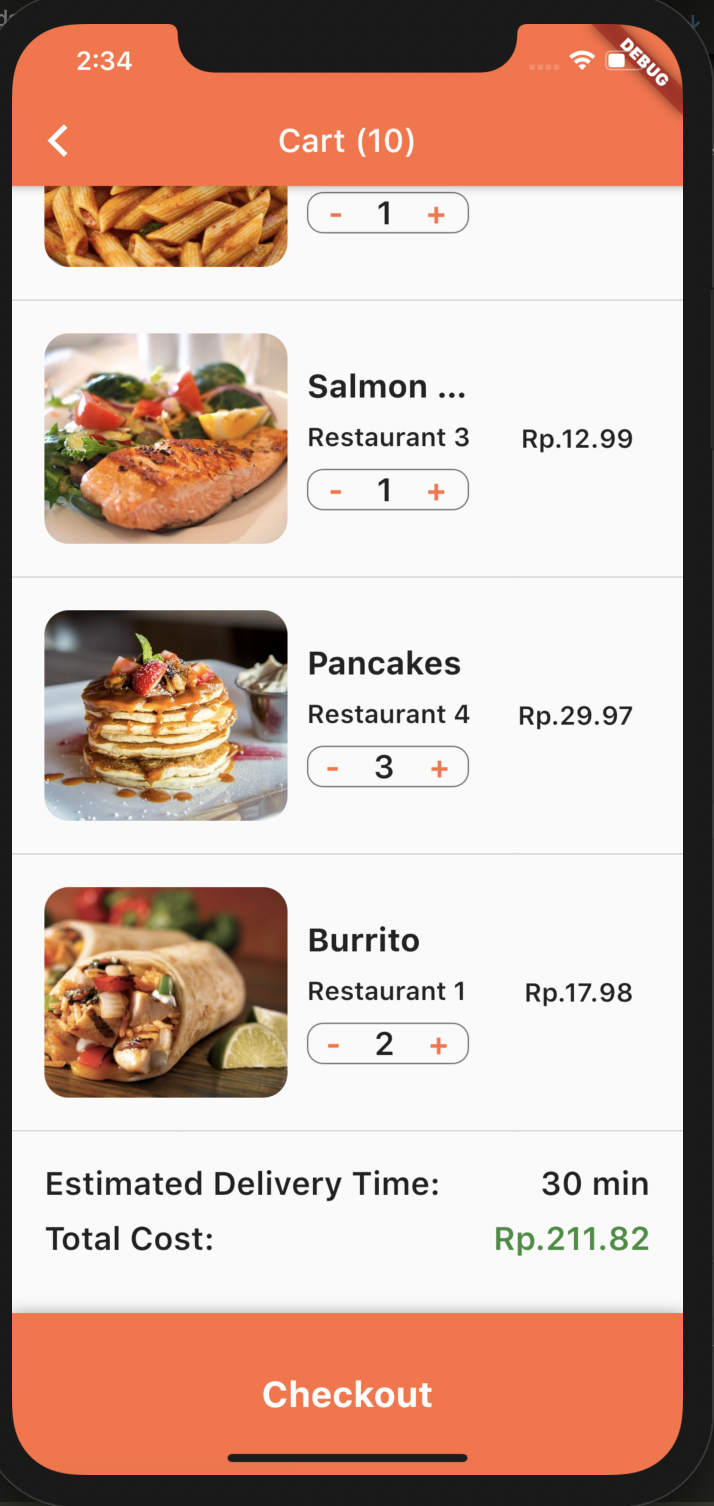 2:34
DEBUG
Cart (10)
- 1 +
Salmon ...
Restaurant 3
Rp.12.99
- 1 +
Pancakes
Restaurant 4
Rp.29.97
- 3 +
Burrito
Restaurant 1
Rp.17.98
- 2 +
Estimated Delivery Time: 30 min
Total Cost: Rp.211.82
Checkout